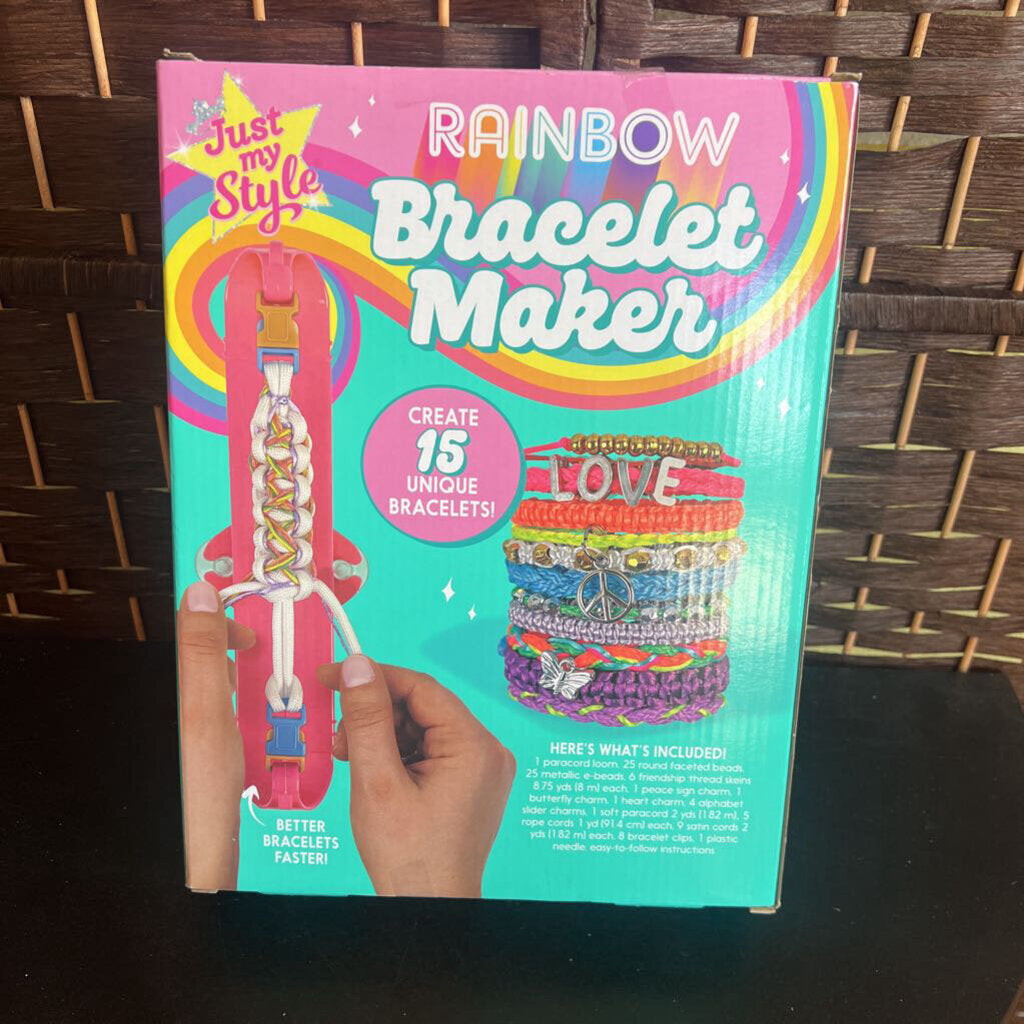 Just
my
Style
RAINBOW
Bracelet
Maker
CREATE
15
UNIQUE
BRACELETS!
LOVE
BETTER
BRACELETS
FASTER!
HERE'S WHAT'S INCLUDED!
1 paracord loom, 25 round faceted beads,
25 metallic e-beads, 6 friendship thread skeins
8.75 yds (8 m) each, 1 peace sign charm, 1
butterfly charm, 1 heart charm, 4 alphabet
slider charms, 1 soft paracord 2 yds (1.82 m), 5
rope cords 1 yd (91.4 cm) each, 9 satin cords 2
yds (1.82 m) each, 8 bracelet clips, 1 plastic
needle, easy-to-follow instructions